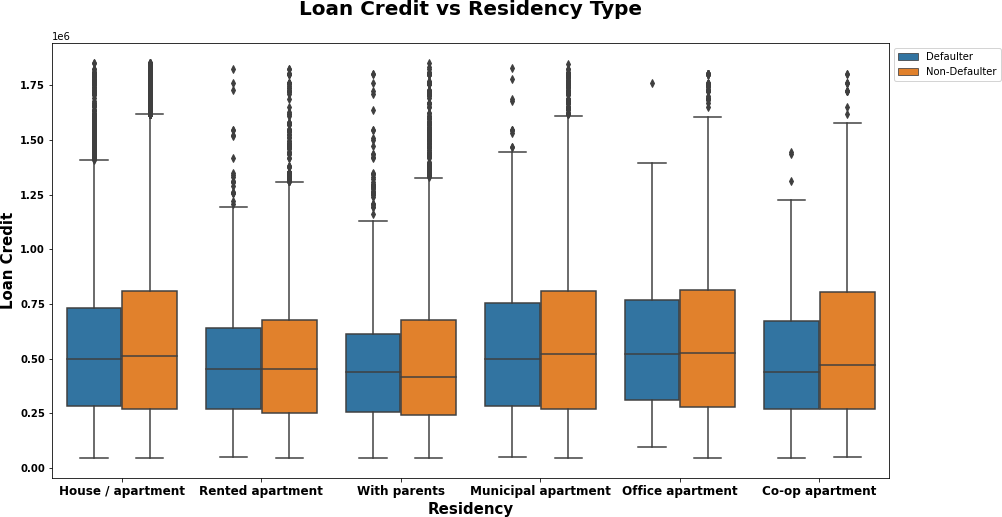 Loan Credit vs Residency Type
1e6
Defaulter
Non-Defaulter
1.75
1.50
1.25
1.00
0.75
0.50
0.25
0.00
Loan Credit
House / apartment Rented apartment With parents Municipal apartment Office apartment Co-op apartment
Residency